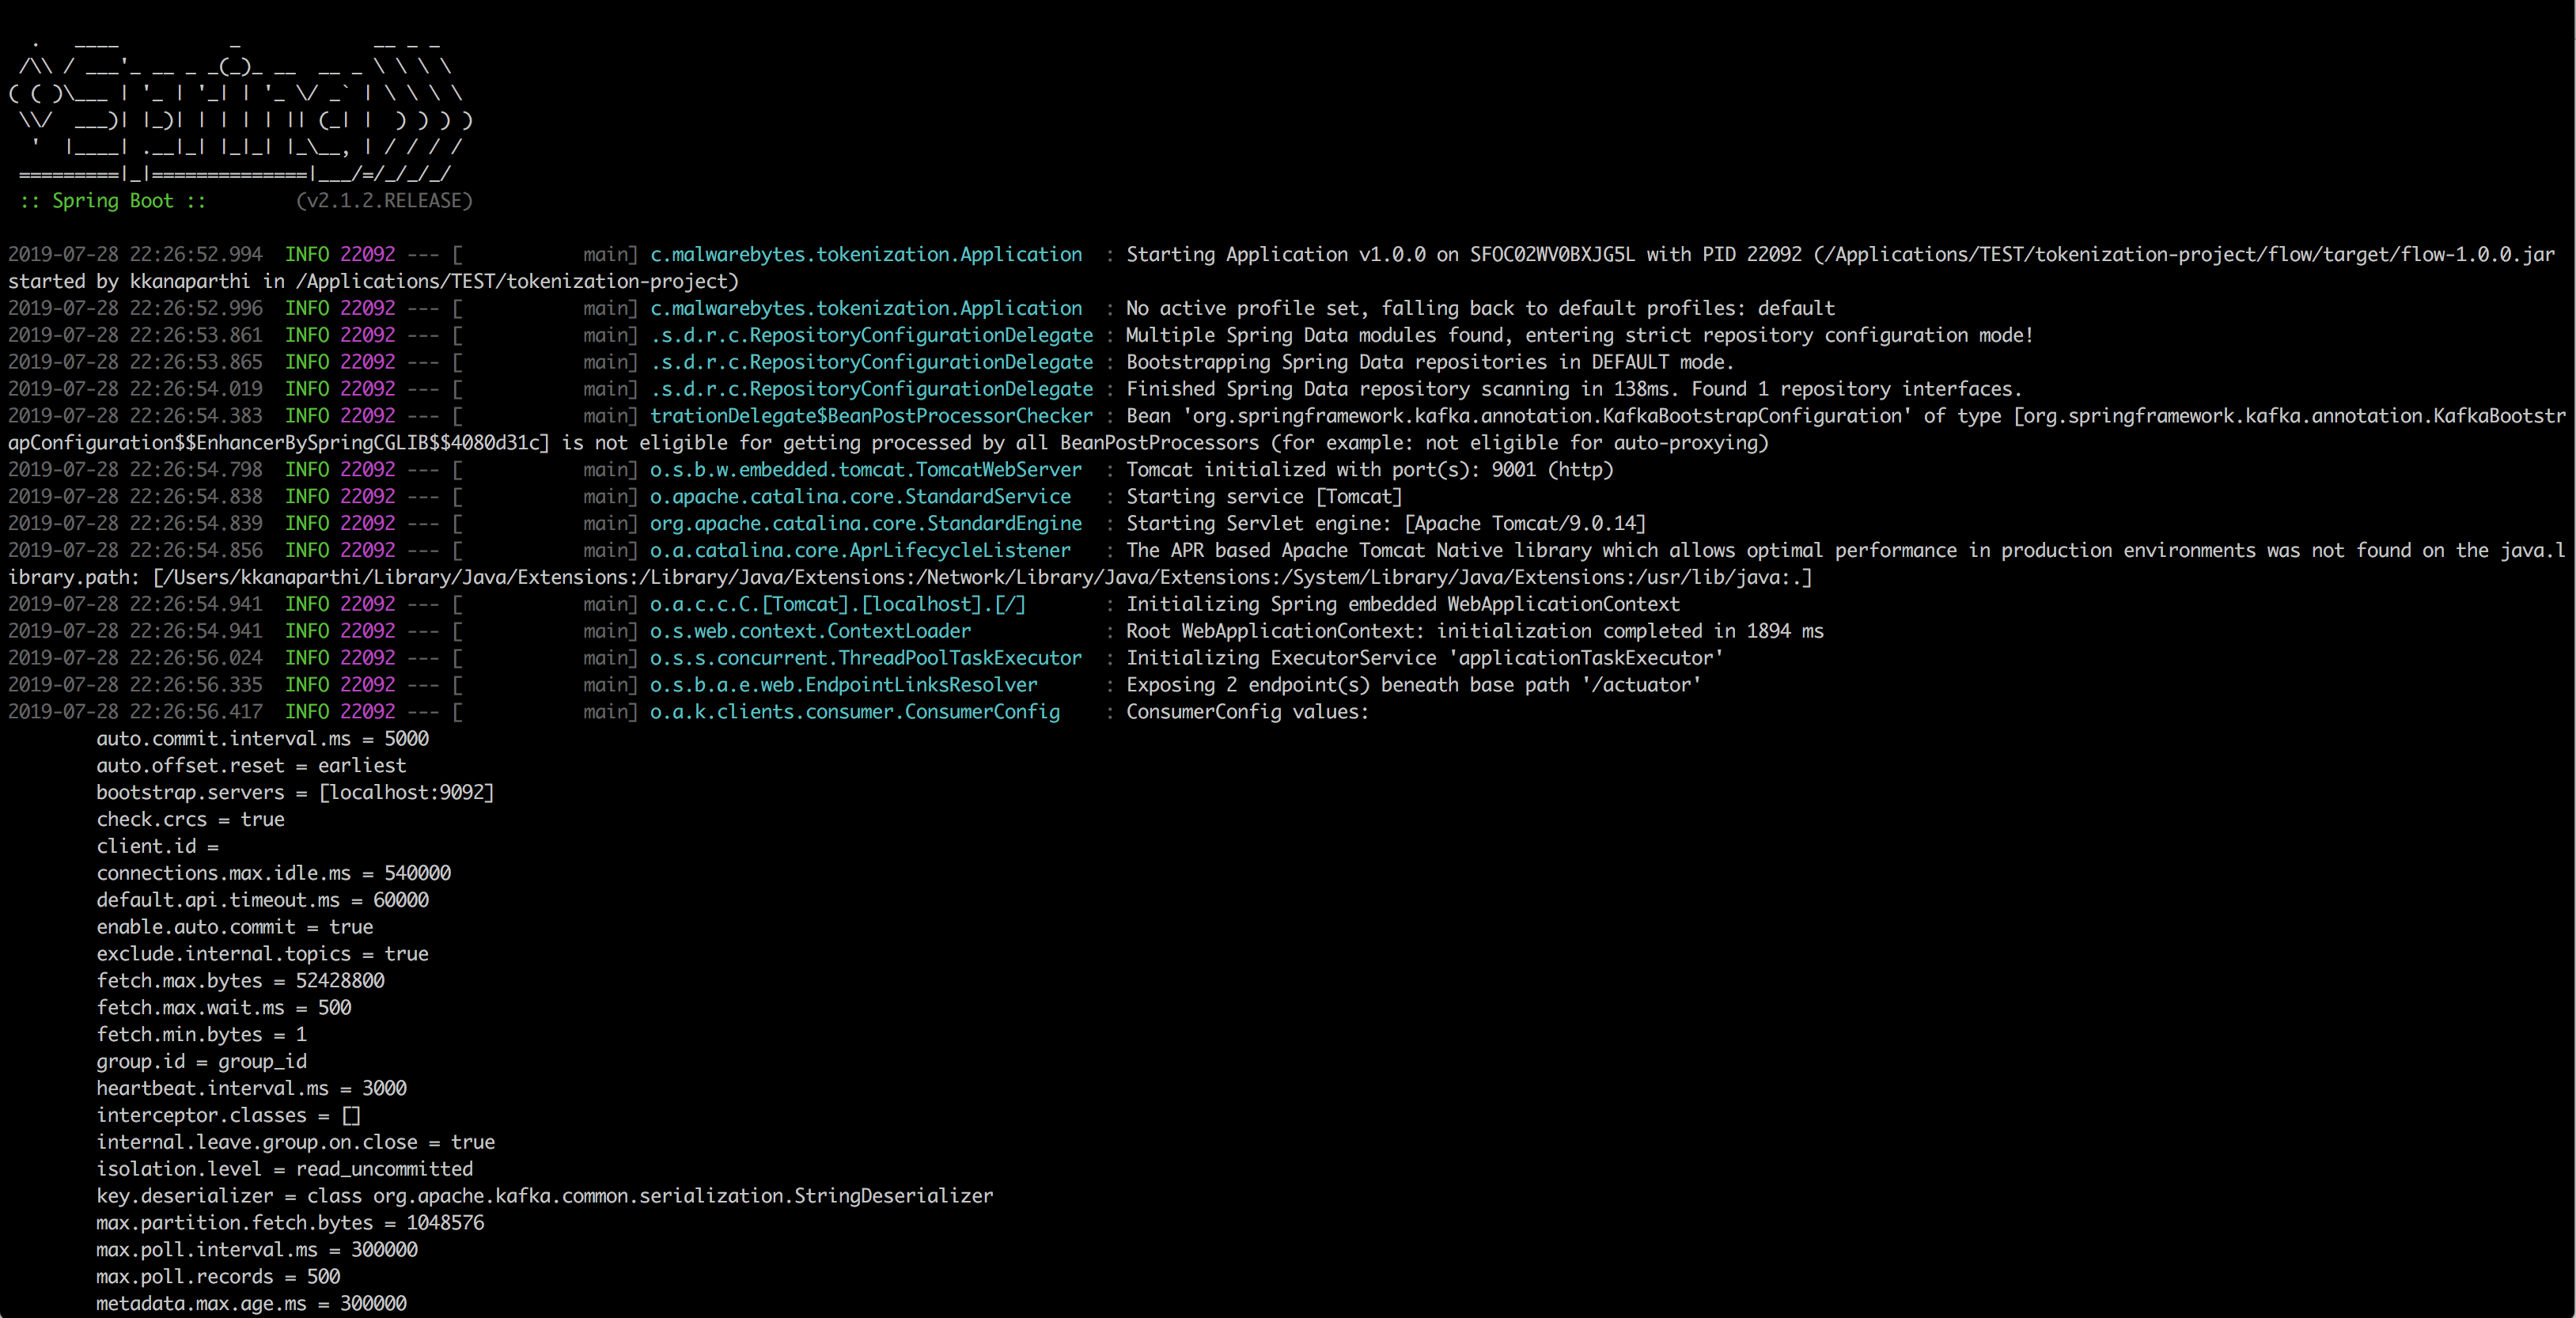 .   ____          _            __ _ _
 /\\ / ___'_ __ _ _(_)_ __  __ _ \ \ \ \
( ( )\___ | '_ | '_| | '_ \/ _` | \ \ \ \
 \\/  ___)| |_)| | | | | || (_| |  ) ) ) )
  '  |____| .__|_| |_|_| |_\__, | / / / /
 =========|_|==============|___/=/_/_/_/
 :: Spring Boot ::        (v2.1.2.RELEASE)

2019-07-28 22:26:52.994  INFO 22092 --- [           main] c.malwarebytes.tokenization.Application  : Starting Application v1.0.0 on SFOC02WV0BXJG5L with PID 22092 (/Applications/TEST/tokenization-project/flow/target/flow-1.0.0.jar
started by kkanaparthi in /Applications/TEST/tokenization-project)
2019-07-28 22:26:52.996  INFO 22092 --- [           main] c.malwarebytes.tokenization.Application  : No active profile set, falling back to default profiles: default
2019-07-28 22:26:53.861  INFO 22092 --- [           main] .s.d.r.c.RepositoryConfigurationDelegate : Multiple Spring Data modules found, entering strict repository configuration mode!
2019-07-28 22:26:53.865  INFO 22092 --- [           main] .s.d.r.c.RepositoryConfigurationDelegate : Bootstrapping Spring Data repositories in DEFAULT mode.
2019-07-28 22:26:54.019  INFO 22092 --- [           main] .s.d.r.c.RepositoryConfigurationDelegate : Finished Spring Data repository scanning in 138ms. Found 1 repository interfaces.
2019-07-28 22:26:54.383  INFO 22092 --- [           main] trationDelegate$BeanPostProcessorChecker : Bean 'org.springframework.kafka.annotation.KafkaBootstrapConfiguration' of type [org.springframework.kafka.annotation.KafkaBootstr
apConfiguration$$EnhancerBySpringCGLIB$$4080d31c] is not eligible for getting processed by all BeanPostProcessors (for example: not eligible for auto-proxying)
2019-07-28 22:26:54.798  INFO 22092 --- [           main] o.s.b.w.embedded.tomcat.TomcatWebServer  : Tomcat initialized with port(s): 9001 (http)
2019-07-28 22:26:54.838  INFO 22092 --- [           main] o.apache.catalina.core.StandardService   : Starting service [Tomcat]
2019-07-28 22:26:54.839  INFO 22092 --- [           main] org.apache.catalina.core.StandardEngine  : Starting Servlet engine: [Apache Tomcat/9.0.14]
2019-07-28 22:26:54.856  INFO 22092 --- [           main] o.a.catalina.core.AprLifecycleListener   : The APR based Apache Tomcat Native library which allows optimal performance in production environments was not found on the java.l
ibrary.path: [/Users/kkanaparthi/Library/Java/Extensions:/Library/Java/Extensions:/Network/Library/Java/Extensions:/System/Library/Java/Extensions:/usr/lib/java:.]
2019-07-28 22:26:54.941  INFO 22092 --- [           main] o.a.c.c.C.[Tomcat].[localhost].[/]       : Initializing Spring embedded WebApplicationContext
2019-07-28 22:26:54.941  INFO 22092 --- [           main] o.s.web.context.ContextLoader            : Root WebApplicationContext: initialization completed in 1894 ms
2019-07-28 22:26:56.024  INFO 22092 --- [           main] o.s.s.concurrent.ThreadPoolTaskExecutor  : Initializing ExecutorService 'applicationTaskExecutor'
2019-07-28 22:26:56.335  INFO 22092 --- [           main] o.s.b.a.e.web.EndpointLinksResolver      : Exposing 2 endpoint(s) beneath base path '/actuator'
2019-07-28 22:26:56.417  INFO 22092 --- [           main] o.a.k.clients.consumer.ConsumerConfig    : ConsumerConfig values:
        auto.commit.interval.ms = 5000
        auto.offset.reset = earliest
        bootstrap.servers = [localhost:9092]
        check.crcs = true
        client.id =
        connections.max.idle.ms = 540000
        default.api.timeout.ms = 60000
        enable.auto.commit = true
        exclude.internal.topics = true
        fetch.max.bytes = 52428800
        fetch.max.wait.ms = 500
        fetch.min.bytes = 1
        group.id = group_id
        heartbeat.interval.ms = 3000
        interceptor.classes = []
        internal.leave.group.on.close = true
        isolation.level = read_uncommitted
        key.deserializer = class org.apache.kafka.common.serialization.StringDeserializer
        max.partition.fetch.bytes = 1048576
        max.poll.interval.ms = 300000
        max.poll.records = 500
        metadata.max.age.ms = 300000